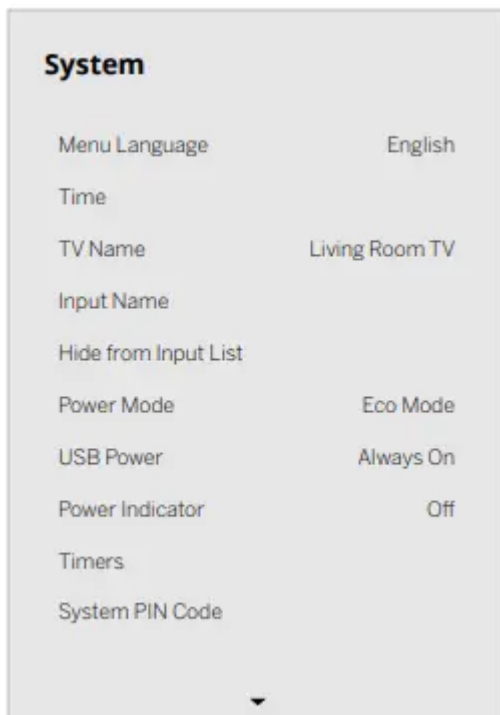 System
Menu Language English
Time
TV Name Living Room TV
Input Name
Hide from Input List
Power Mode Eco Mode
USB Power Always On
Power Indicator Off
Timers
System PIN Code